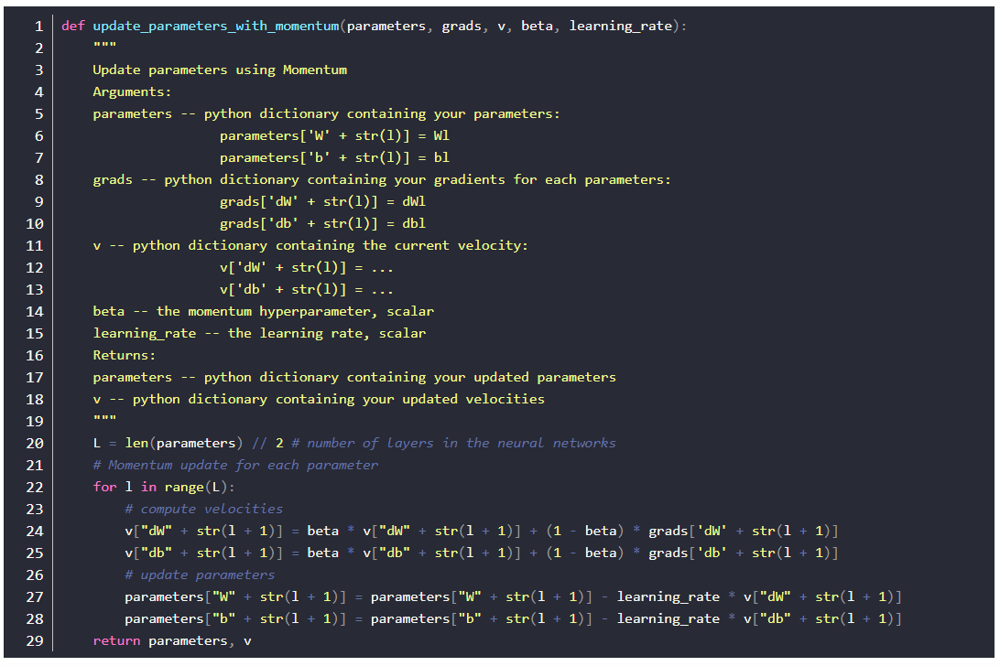 1 def update_parameters_with_momentum(parameters, grads, v, beta, learning_rate):
2     """
3     Update parameters using Momentum
4     Arguments:
5     parameters -- python dictionary containing your parameters:
6                     parameters['W' + str(l)] = Wl
7                     parameters['b' + str(l)] = bl
8     grads -- python dictionary containing your gradients for each parameters:
9                     grads['dW' + str(l)] = dWl
10                     grads['db' + str(l)] = dbl
11     v -- python dictionary containing the current velocity:
12                     v['dW' + str(l)] = ...
13                     v['db' + str(l)] = ...
14     beta -- the momentum hyperparameter, scalar
15     learning_rate -- the learning rate, scalar
16     Returns:
17     parameters -- python dictionary containing your updated parameters
18     v -- python dictionary containing your updated velocities
19     """
20     L = len(parameters) // 2 # number of layers in the neural networks
21     # Momentum update for each parameter
22     for l in range(L):
23         # compute velocities
24         v["dW" + str(l + 1)] = beta * v["dW" + str(l + 1)] + (1 - beta) * grads['dW' + str(l + 1)]
25         v["db" + str(l + 1)] = beta * v["db" + str(l + 1)] + (1 - beta) * grads['db' + str(l + 1)]
26         # update parameters
27         parameters["W" + str(l + 1)] = parameters["W" + str(l + 1)] - learning_rate * v["dW" + str(l + 1)]
28         parameters["b" + str(l + 1)] = parameters["b" + str(l + 1)] - learning_rate * v["db" + str(l + 1)]
29     return parameters, v